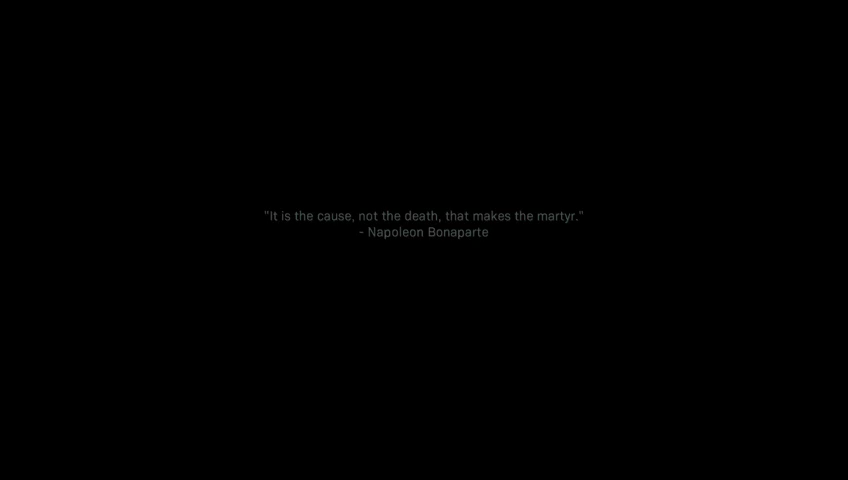 "It is the cause, not the death, that makes the martyr."
- Napoleon Bonaparte